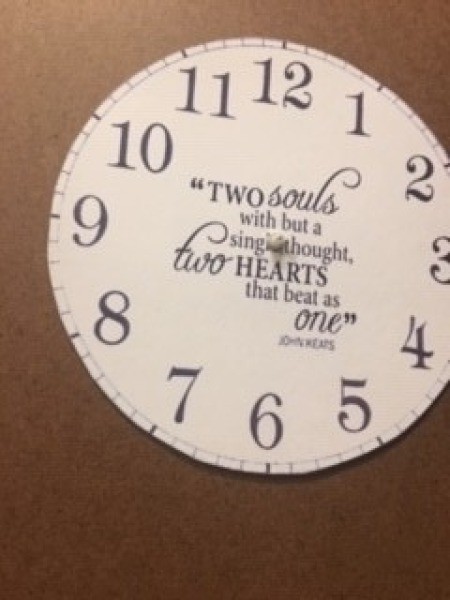 11 12 1
10 2
9 3
8 4
7 6 5
"TWO souls
with but a
single thought,
two HEARTS
that beat as
one"
JOHN KEATS